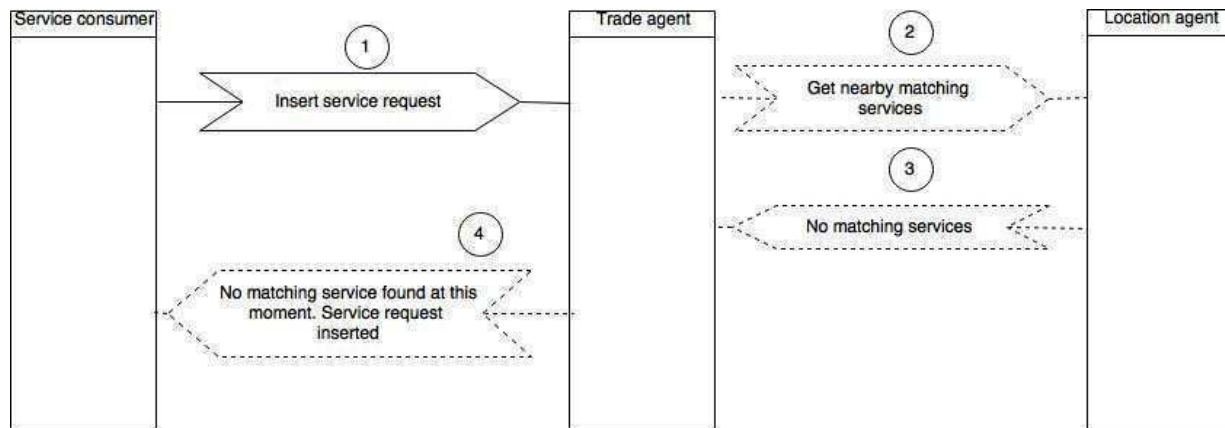 Service consumer
Trade agent
Location agent
1
2
Insert service request
Get nearby matching
services
3
No matching services
4
No matching service found at this
moment. Service request
inserted